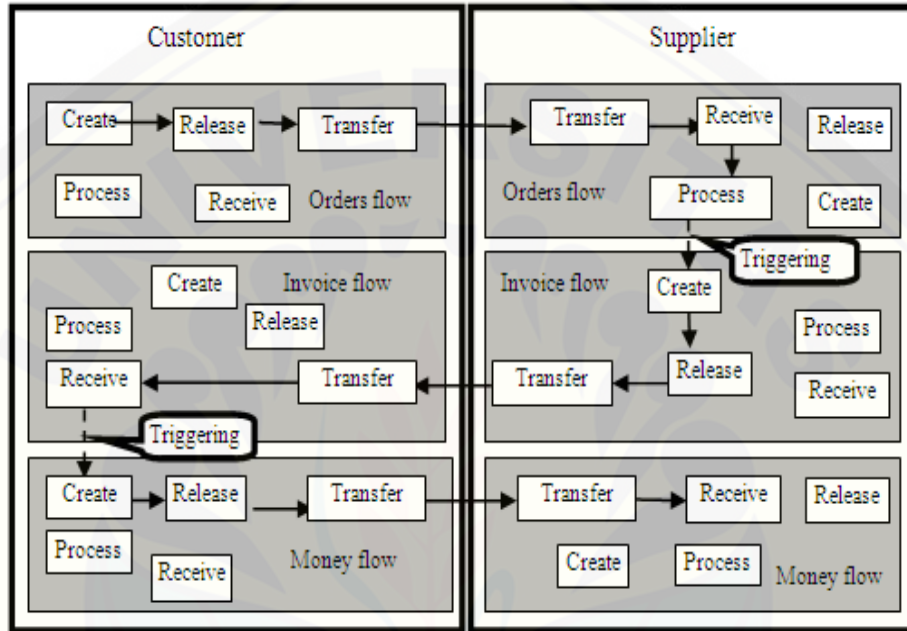 Customer
Create
Release
Transfer
Process
Receive
Orders flow
Create
Invoice flow
Release
Process
Receive
Transfer
Triggering
Create
Release
Transfer
Process
Receive
Money flow
Supplier
Transfer
Receive
Release
Orders flow
Process
Create
Triggering
Invoice flow
Create
Process
Transfer
Release
Receive
Transfer
Receive
Release
Create
Process
Money flow